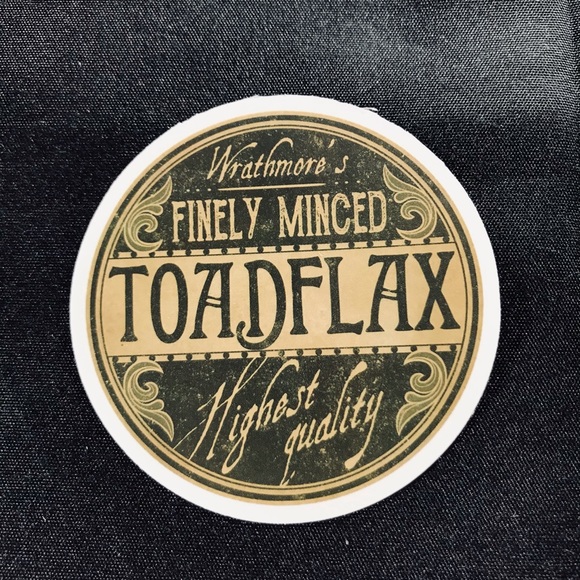 Wrathmore's
FINELY MINCED
TOADFLAX
Highest
quality